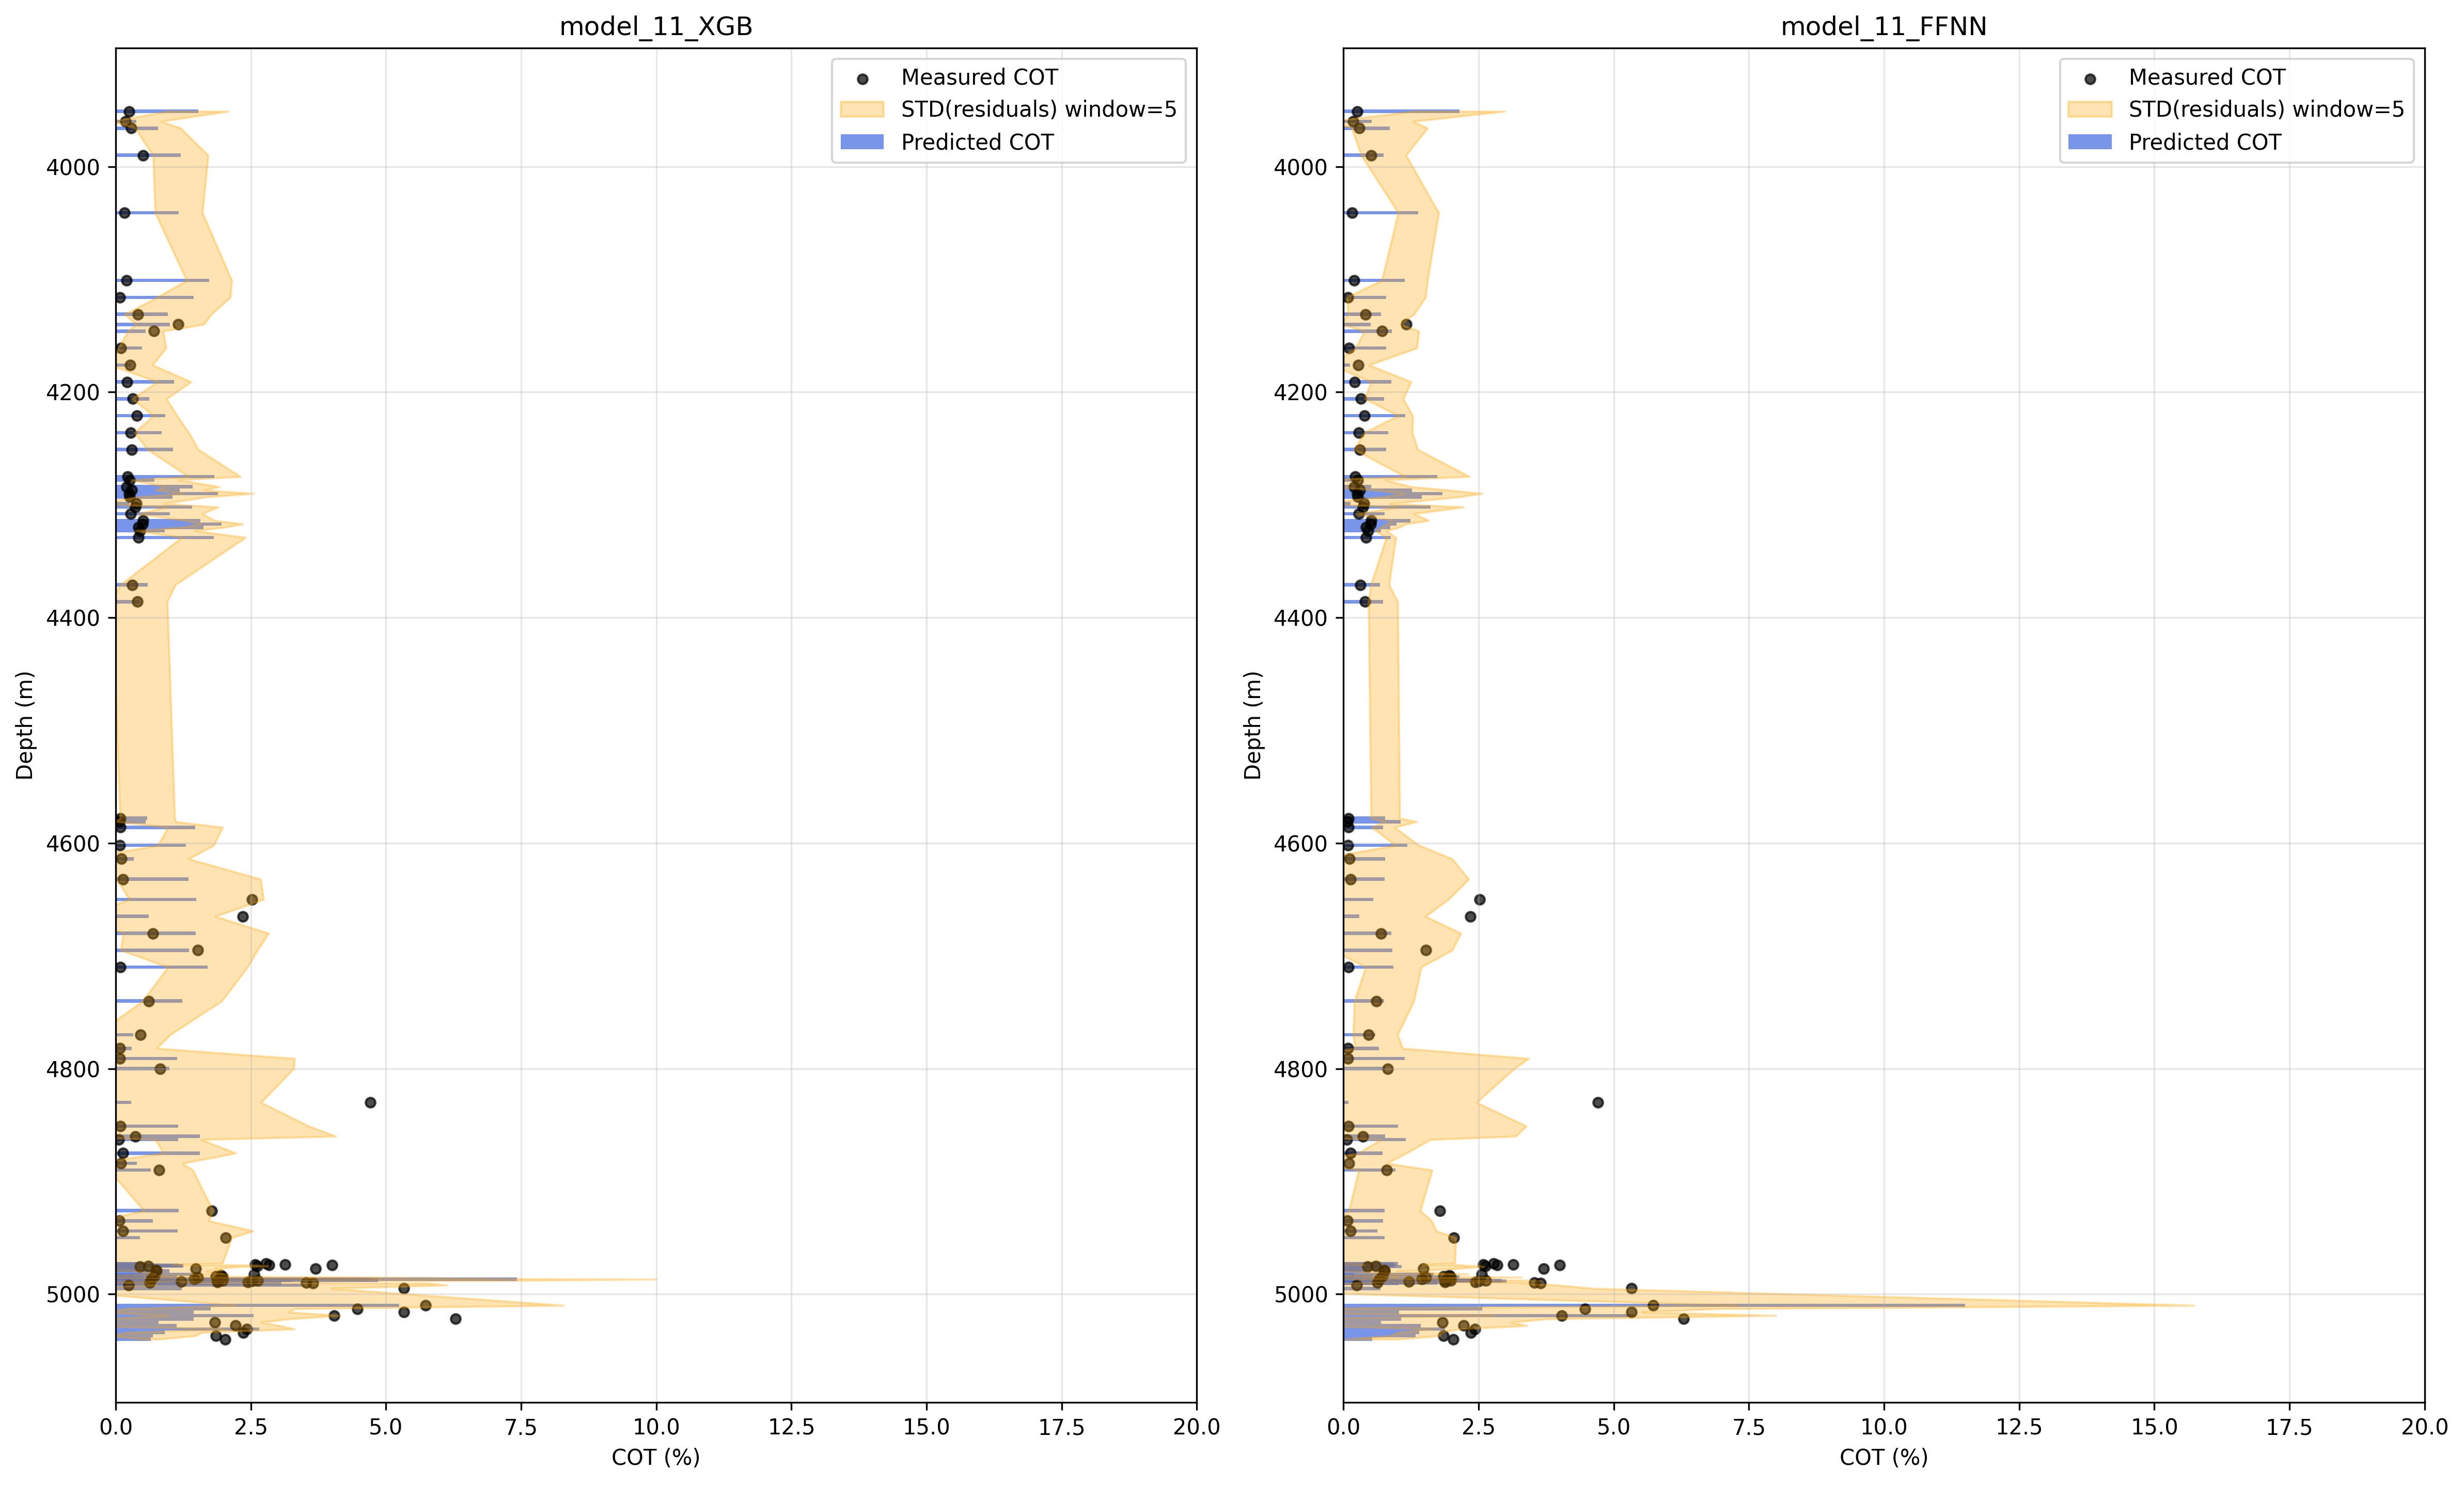 model_11_XGB
Measured COT
STD(residuals) window=5
Predicted COT
4000
4200
4400
4600
4800
5000
Depth (m)
0.0 2.5 5.0 7.5 10.0 12.5 15.0 17.5 20.0
COT (%)
model_11_FFNN
Measured COT
STD(residuals) window=5
Predicted COT
4000
4200
4400
4600
4800
5000
Depth (m)
0.0 2.5 5.0 7.5 10.0 12.5 15.0 17.5 20.0
COT (%)